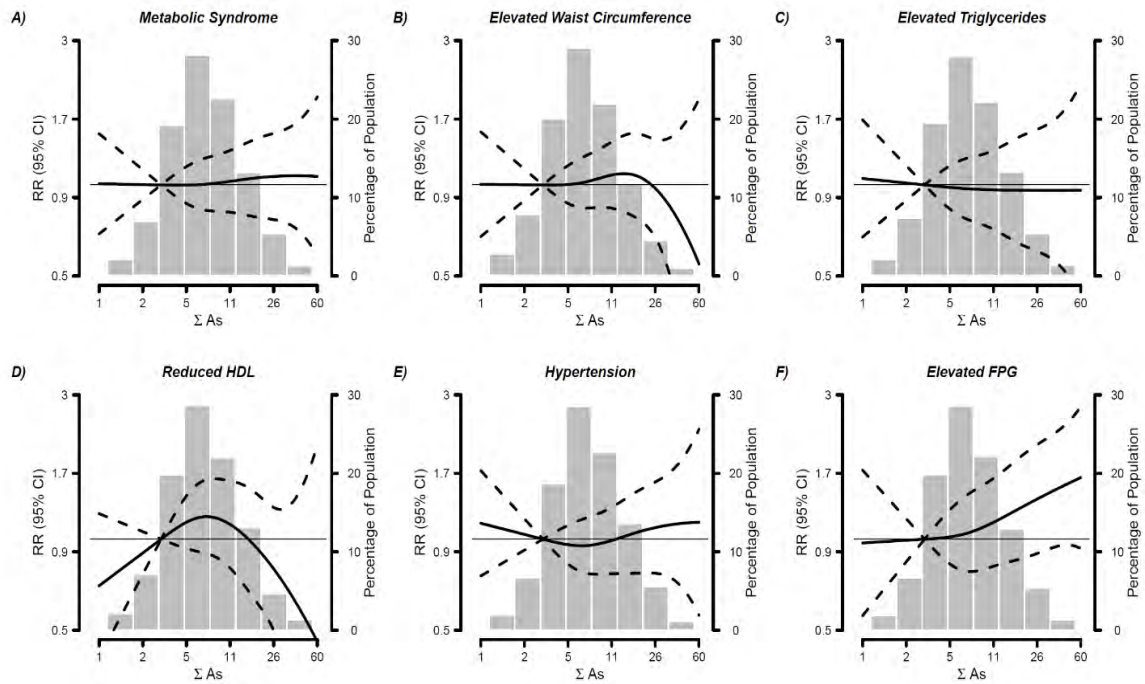 A) Metabolic Syndrome
3 1.7 0.9 0.5
RR (95% CI)
30 20 10 0
Percentage of Population
1 2 5 11 26 60
Σ As
B) Elevated Waist Circumference
3 1.7 0.9 0.5
RR (95% CI)
30 20 10 0
Percentage of Population
1 2 5 11 26 60
Σ As
C) Elevated Triglycerides
3 1.7 0.9 0.5
RR (95% CI)
30 20 10 0
Percentage of Population
1 2 5 11 26 60
Σ As
D) Reduced HDL
3 1.7 0.9 0.5
RR (95% CI)
30 20 10 0
Percentage of Population
1 2 5 11 26 60
Σ As
E) Hypertension
3 1.7 0.9 0.5
RR (95% CI)
30 20 10 0
Percentage of Population
1 2 5 11 26 60
Σ As
F) Elevated FPG
3 1.7 0.9 0.5
RR (95% CI)
30 20 10 0
Percentage of Population
1 2 5 11 26 60
Σ As